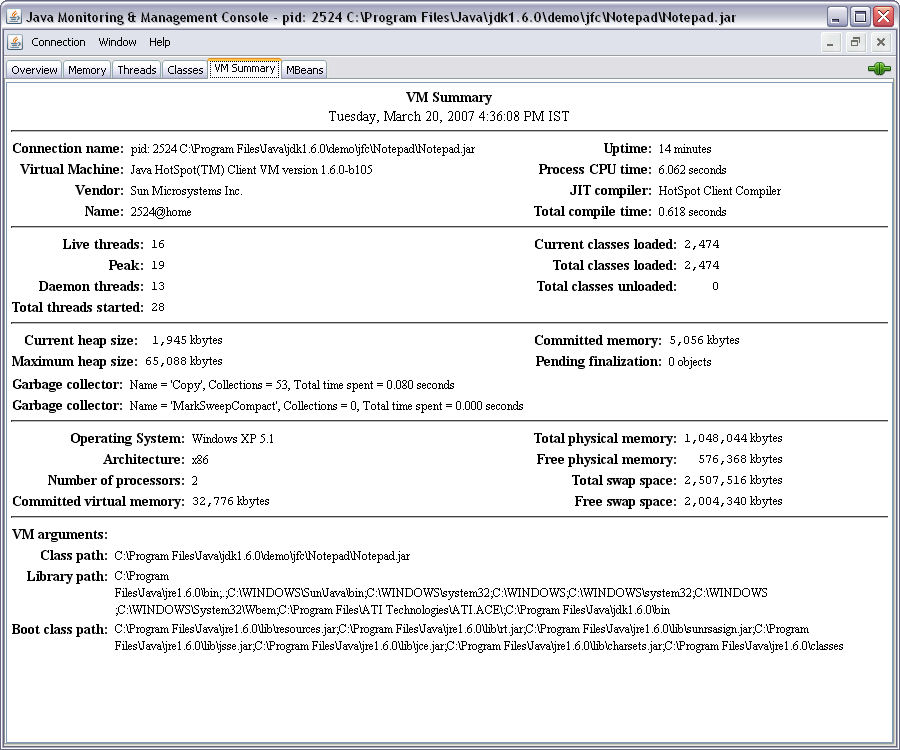 Java Monitoring & Management Console - pid: 2524 C:\Program Files\Java\jdk1.6.0\demo\jfc\Notepad\Notepad.jar
Connection Window Help
Overview Memory Threads Classes VM Summary MBeans
VM Summary
Tuesday, March 20, 2007 4:36:08 PM IST
Connection name: pid: 2524 C:\Program Files\Java\jdk1.6.0\demo\jfc\Notepad\Notepad.jar Uptime: 14 minutes
Virtual Machine: Java HotSpot(TM) Client VM version 1.6.0-b105 Process CPU time: 6.062 seconds
Vendor: Sun Microsystems Inc. JIT compiler: HotSpot Client Compiler
Name: 2524@home Total compile time: 0.618 seconds
Live threads: 16 Current classes loaded: 2,474
Peak: 19 Total classes loaded: 2,474
Daemon threads: 13 Total classes unloaded: 0
Total threads started: 28
Current heap size: 1,945 kbytes Committed memory: 5,056 kbytes
Maximum heap size: 65,088 kbytes Pending finalization: 0 objects
Garbage collector: Name = 'Copy', Collections = 53, Total time spent = 0.080 seconds
Garbage collector: Name = 'MarkSweepCompact', Collections = 0, Total time spent = 0.000 seconds
Operating System: Windows XP 5.1 Total physical memory: 1,048,044 kbytes
Architecture: x86 Free physical memory: 576,368 kbytes
Number of processors: 2 Total swap space: 2,507,516 kbytes
Committed virtual memory: 32,776 kbytes Free swap space: 2,004,340 kbytes
VM arguments:
Class path: C:\Program Files\Java\jdk1.6.0\demo\jfc\Notepad\Notepad.jar
Library path: C:\Program
Files\Java\jre1.6.0\bin;.;C:\WINDOWS\Sun\Java\bin;C:\WINDOWS\system32;C:\WINDOWS;C:\WINDOWS\system32;C:\WINDOWS
;C:\WINDOWS\System32\Wbem;C:\Program Files\ATI Technologies\ATI.ACE\;C:\Program Files\Java\jdk1.6.0\bin
Boot class path: C:\Program Files\Java\jre1.6.0\lib\resources.jar;C:\Program Files\Java\jre1.6.0\lib\rt.jar;C:\Program Files\Java\jre1.6.0\lib\sunrsasign.jar;C:\Program
Files\Java\jre1.6.0\lib\jsse.jar;C:\Program Files\Java\jre1.6.0\lib\jce.jar;C:\Program Files\Java\jre1.6.0\lib\charsets.jar;C:\Program Files\Java\jre1.6.0\classes